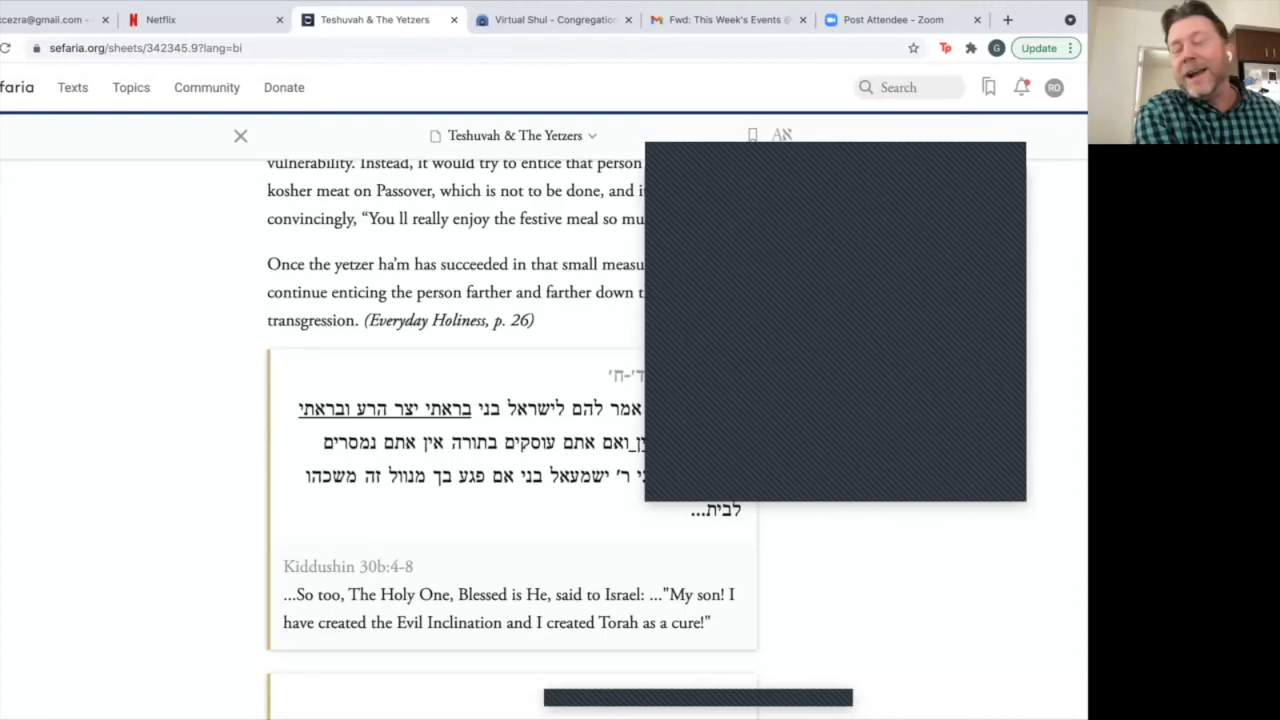 xcezra@gmail.com -
Netflix
Teshuvah & The Yetzers
Virtual Shul - Congregation
Fwd: This Week's Events @
Post Attendee - Zoom
sefaria.org/sheets/342345.9?lang=bi
Tp
G
Update
faria
Texts
Topics
Community
Donate
Search
RO
Teshuvah & The Yetzers
אA
vulnerability. Instead, it would try to entice that person
kosher meat on Passover, which is not to be done, and
convincingly, “You ll really enjoy the festive meal so mu
Once the yetzer ha’m has succeeded in that small measu
continue enticing the person farther and farther down
transgression. (Everyday Holiness, p. 26)
ד׳-ח׳
אמר להם לישראל בני בראתי יצר הרע ובראתי
ואם אתם עוסקים בתורה אין אתם נמסרים
ר׳ ישמעאל בני אם פגע בך מנוול זה משכהו
לבית...
Kiddushin 30b:4-8
...So too, The Holy One, Blessed is He, said to Israel: ..."My son! I
have created the Evil Inclination and I created Torah as a cure!"